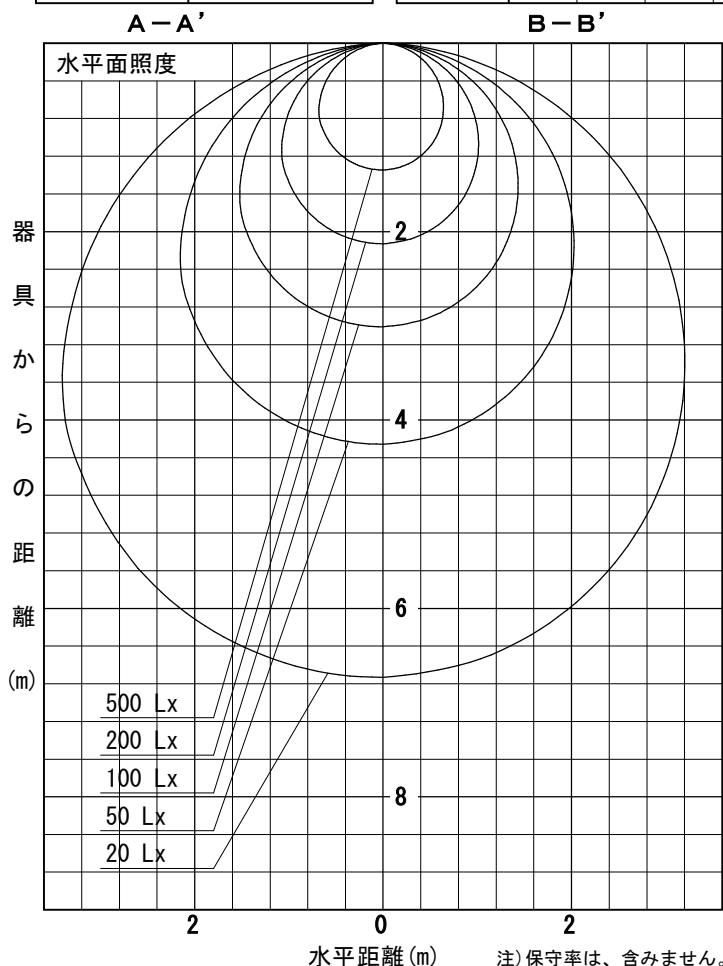 A－A’
B－B’
水平面照度
器具からの距離(m)
2
4
6
8
500 Lx
200 Lx
100 Lx
50 Lx
20 Lx
2
0
2
水平距離(m)
注)保守率は、含みません。